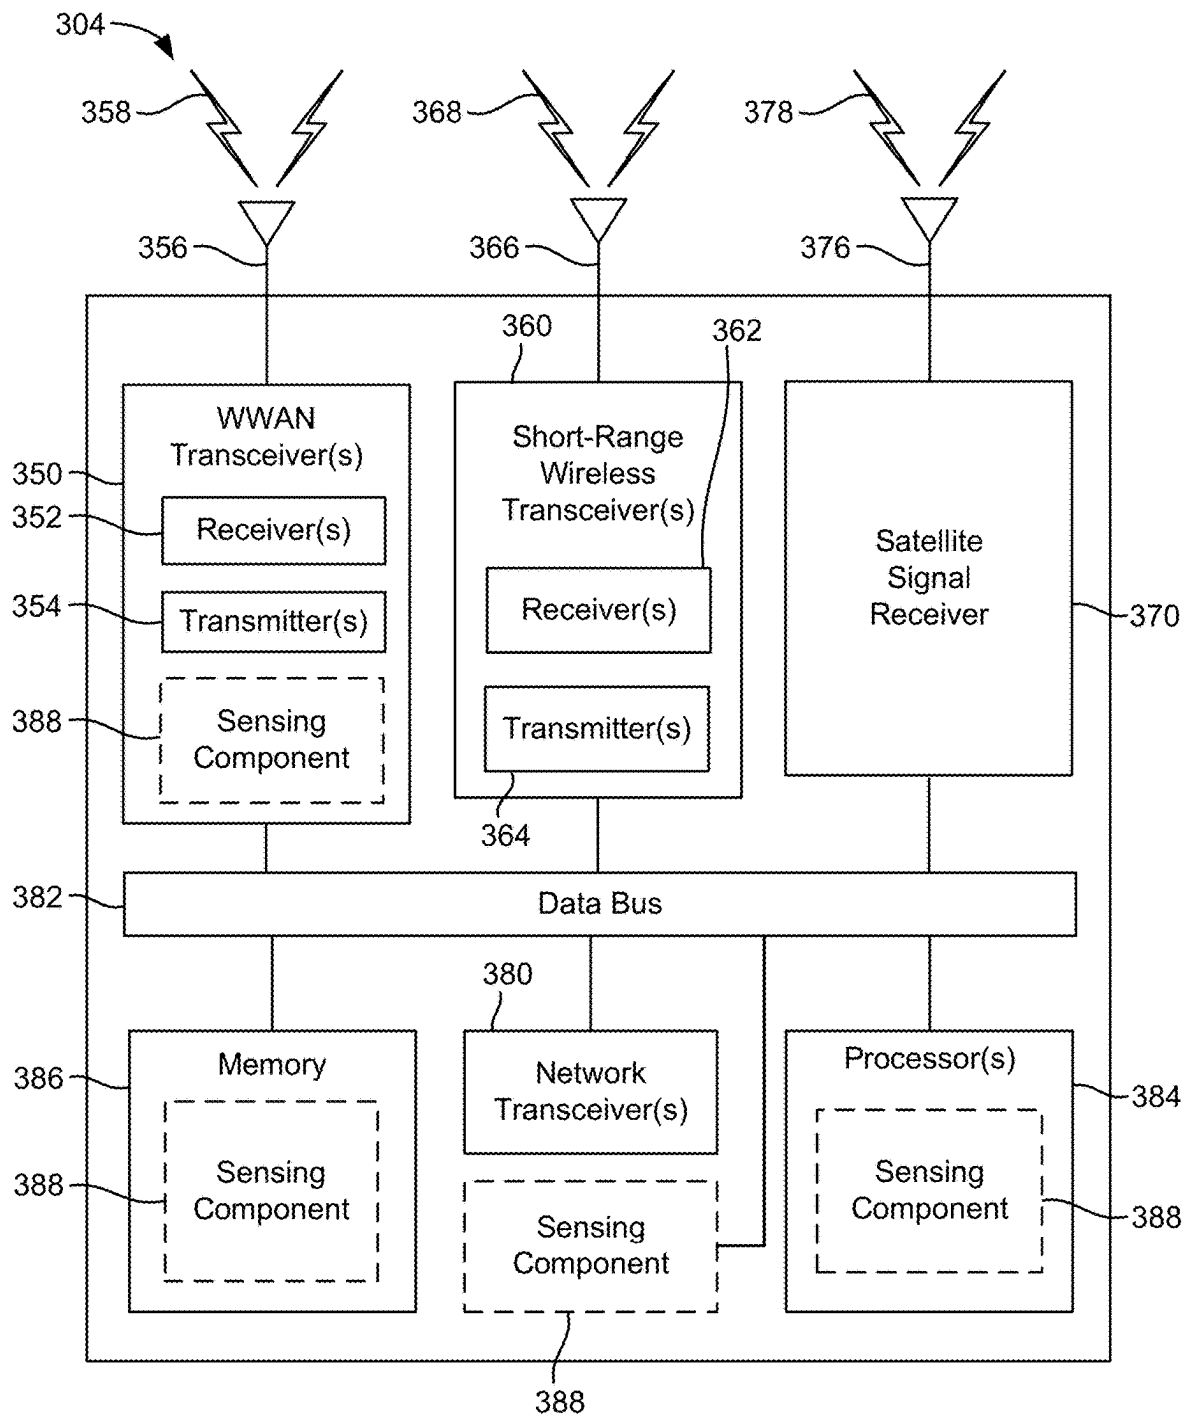 304
358
368
378
356
366
376
360
362
WWAN
Transceiver(s)
350
352
Receiver(s)
354
Transmitter(s)
388
Sensing
Component
Short-Range
Wireless
Transceiver(s)
Receiver(s)
Transmitter(s)
364
Satellite
Signal
Receiver
370
382
Data Bus
380
386
Memory
388
Sensing
Component
Network
Transceiver(s)
Sensing
Component
388
Processor(s)
384
Sensing
Component
388